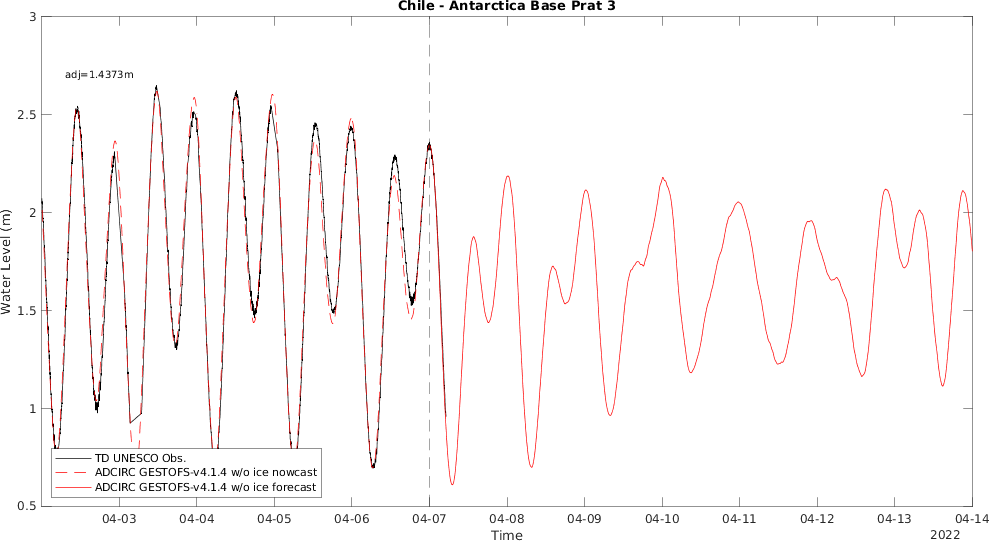 Chile - Antarctica Base Prat 3
adj=1.4373m
Water Level (m)
3
2.5
2
1.5
1
0.5
TD UNESCO Obs.
ADCIRC GESTOFS-v4.1.4 w/o ice nowcast
ADCIRC GESTOFS-v4.1.4 w/o ice forecast
04-03 04-04 04-05 04-06 04-07 04-08 04-09 04-10 04-11 04-12 04-13 04-14
Time
2022